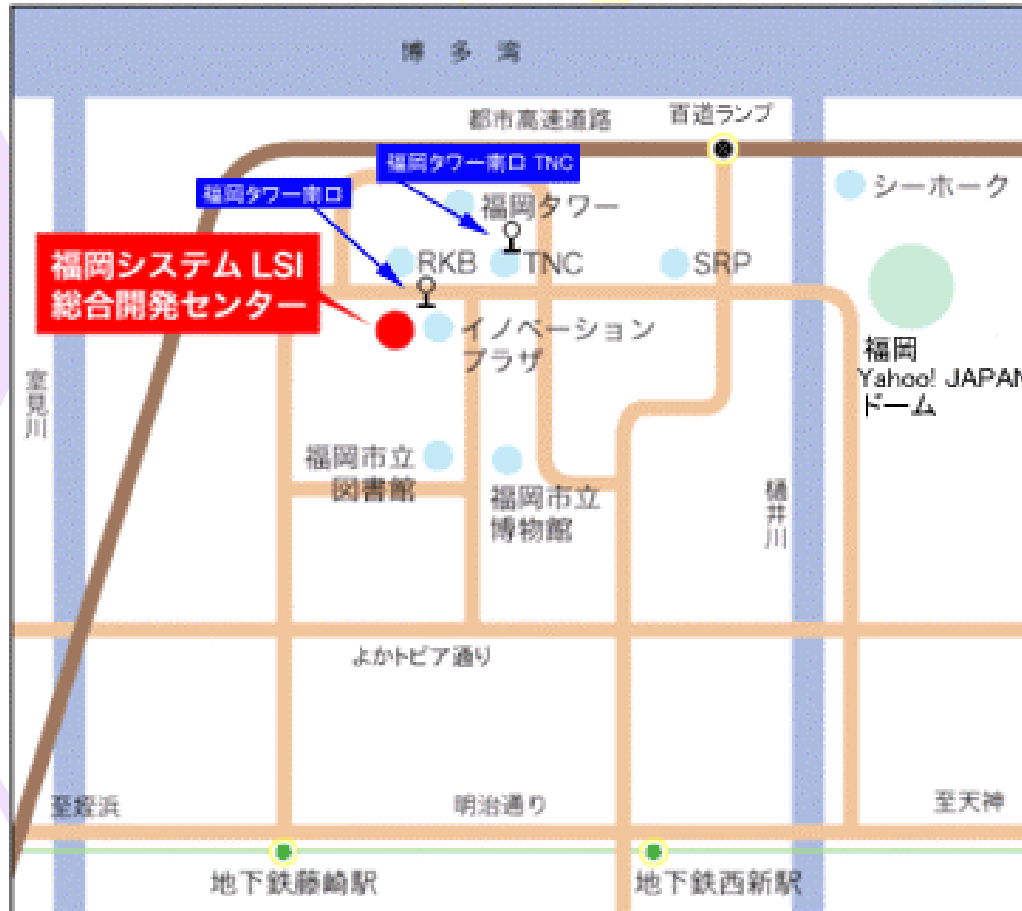 博多湾
都市高速道路
百道ランプ
福岡タワー南口 TNC
福岡タワー南口
福岡タワー
シーホーク
福岡システム LSI
総合開発センター
RKB
TNC
SRP
イノベーション
プラザ
福岡
Yahoo! JAPAN
ドーム
室見川
福岡市立
図書館
福岡市立
博物館
樋井川
よかトピア通り
至姪浜
明治通り
至天神
地下鉄藤崎駅
地下鉄西新駅